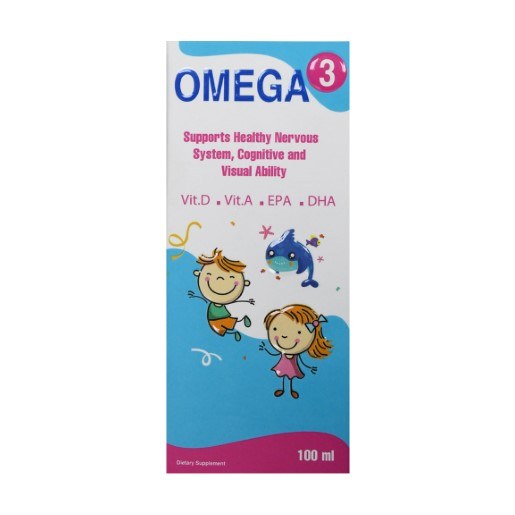 OMEGA 3
Supports Healthy Nervous
System, Cognitive and
Visual Ability
Vit.D . Vit.A . EPA . DHA
100 ml
Dietary Supplement